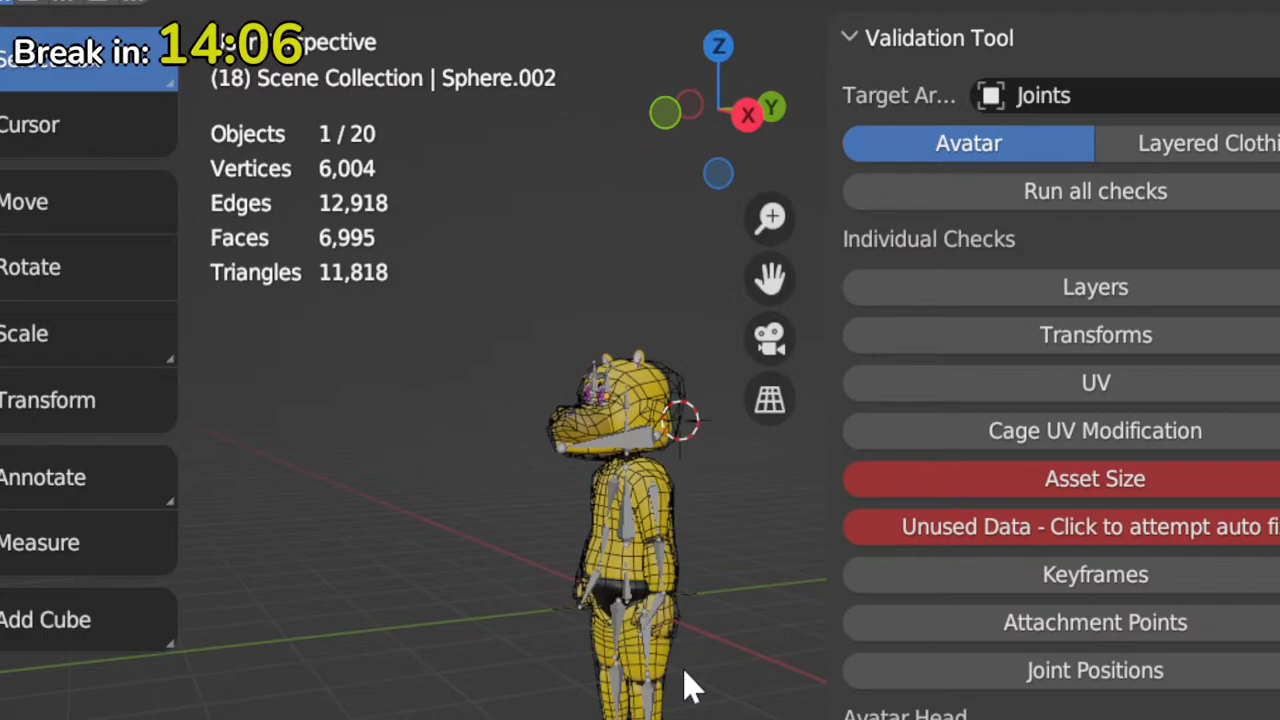 Break in: 14:06
spective
(18) Scene Collection | Sphere.002
Objects 1 / 20
Vertices 6,004
Edges 12,918
Faces 6,995
Triangles 11,818
Cursor
Move
Rotate
Scale
Transform
Annotate
Measure
Add Cube
Z
X
Y
Validation Tool
Target Ar... Joints
Avatar
Layered Clothi
Run all checks
Individual Checks
Layers
Transforms
UV
Cage UV Modification
Asset Size
Unused Data - Click to attempt auto fi
Keyframes
Attachment Points
Joint Positions
Avatar Head